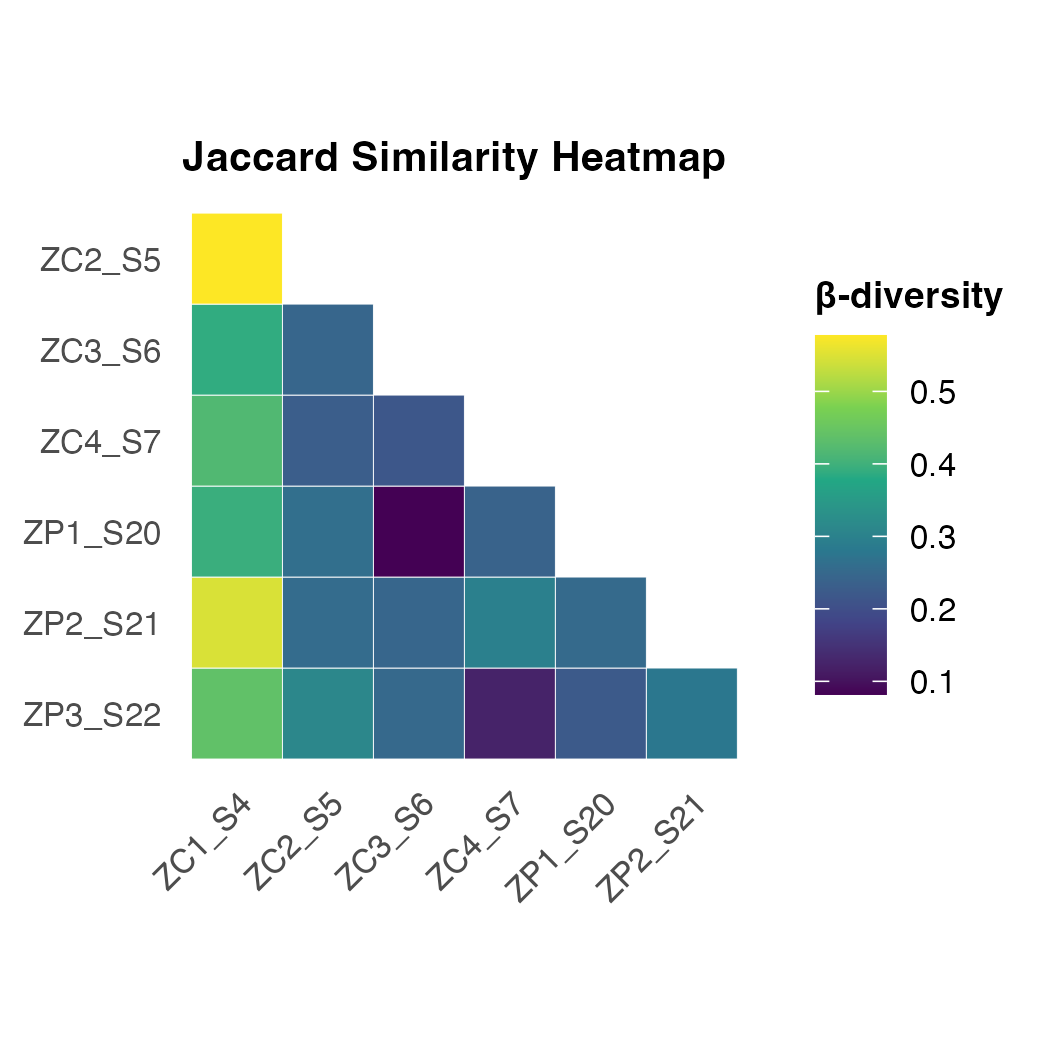 Jaccard Similarity Heatmap
ZC2_S5
ZC3_S6
ZC4_S7
ZP1_S20
ZP2_S21
ZP3_S22
ZC1_S4
ZC2_S5
ZC3_S6
ZC4_S7
ZP1_S20
ZP2_S21
β-diversity
0.5
0.4
0.3
0.2
0.1